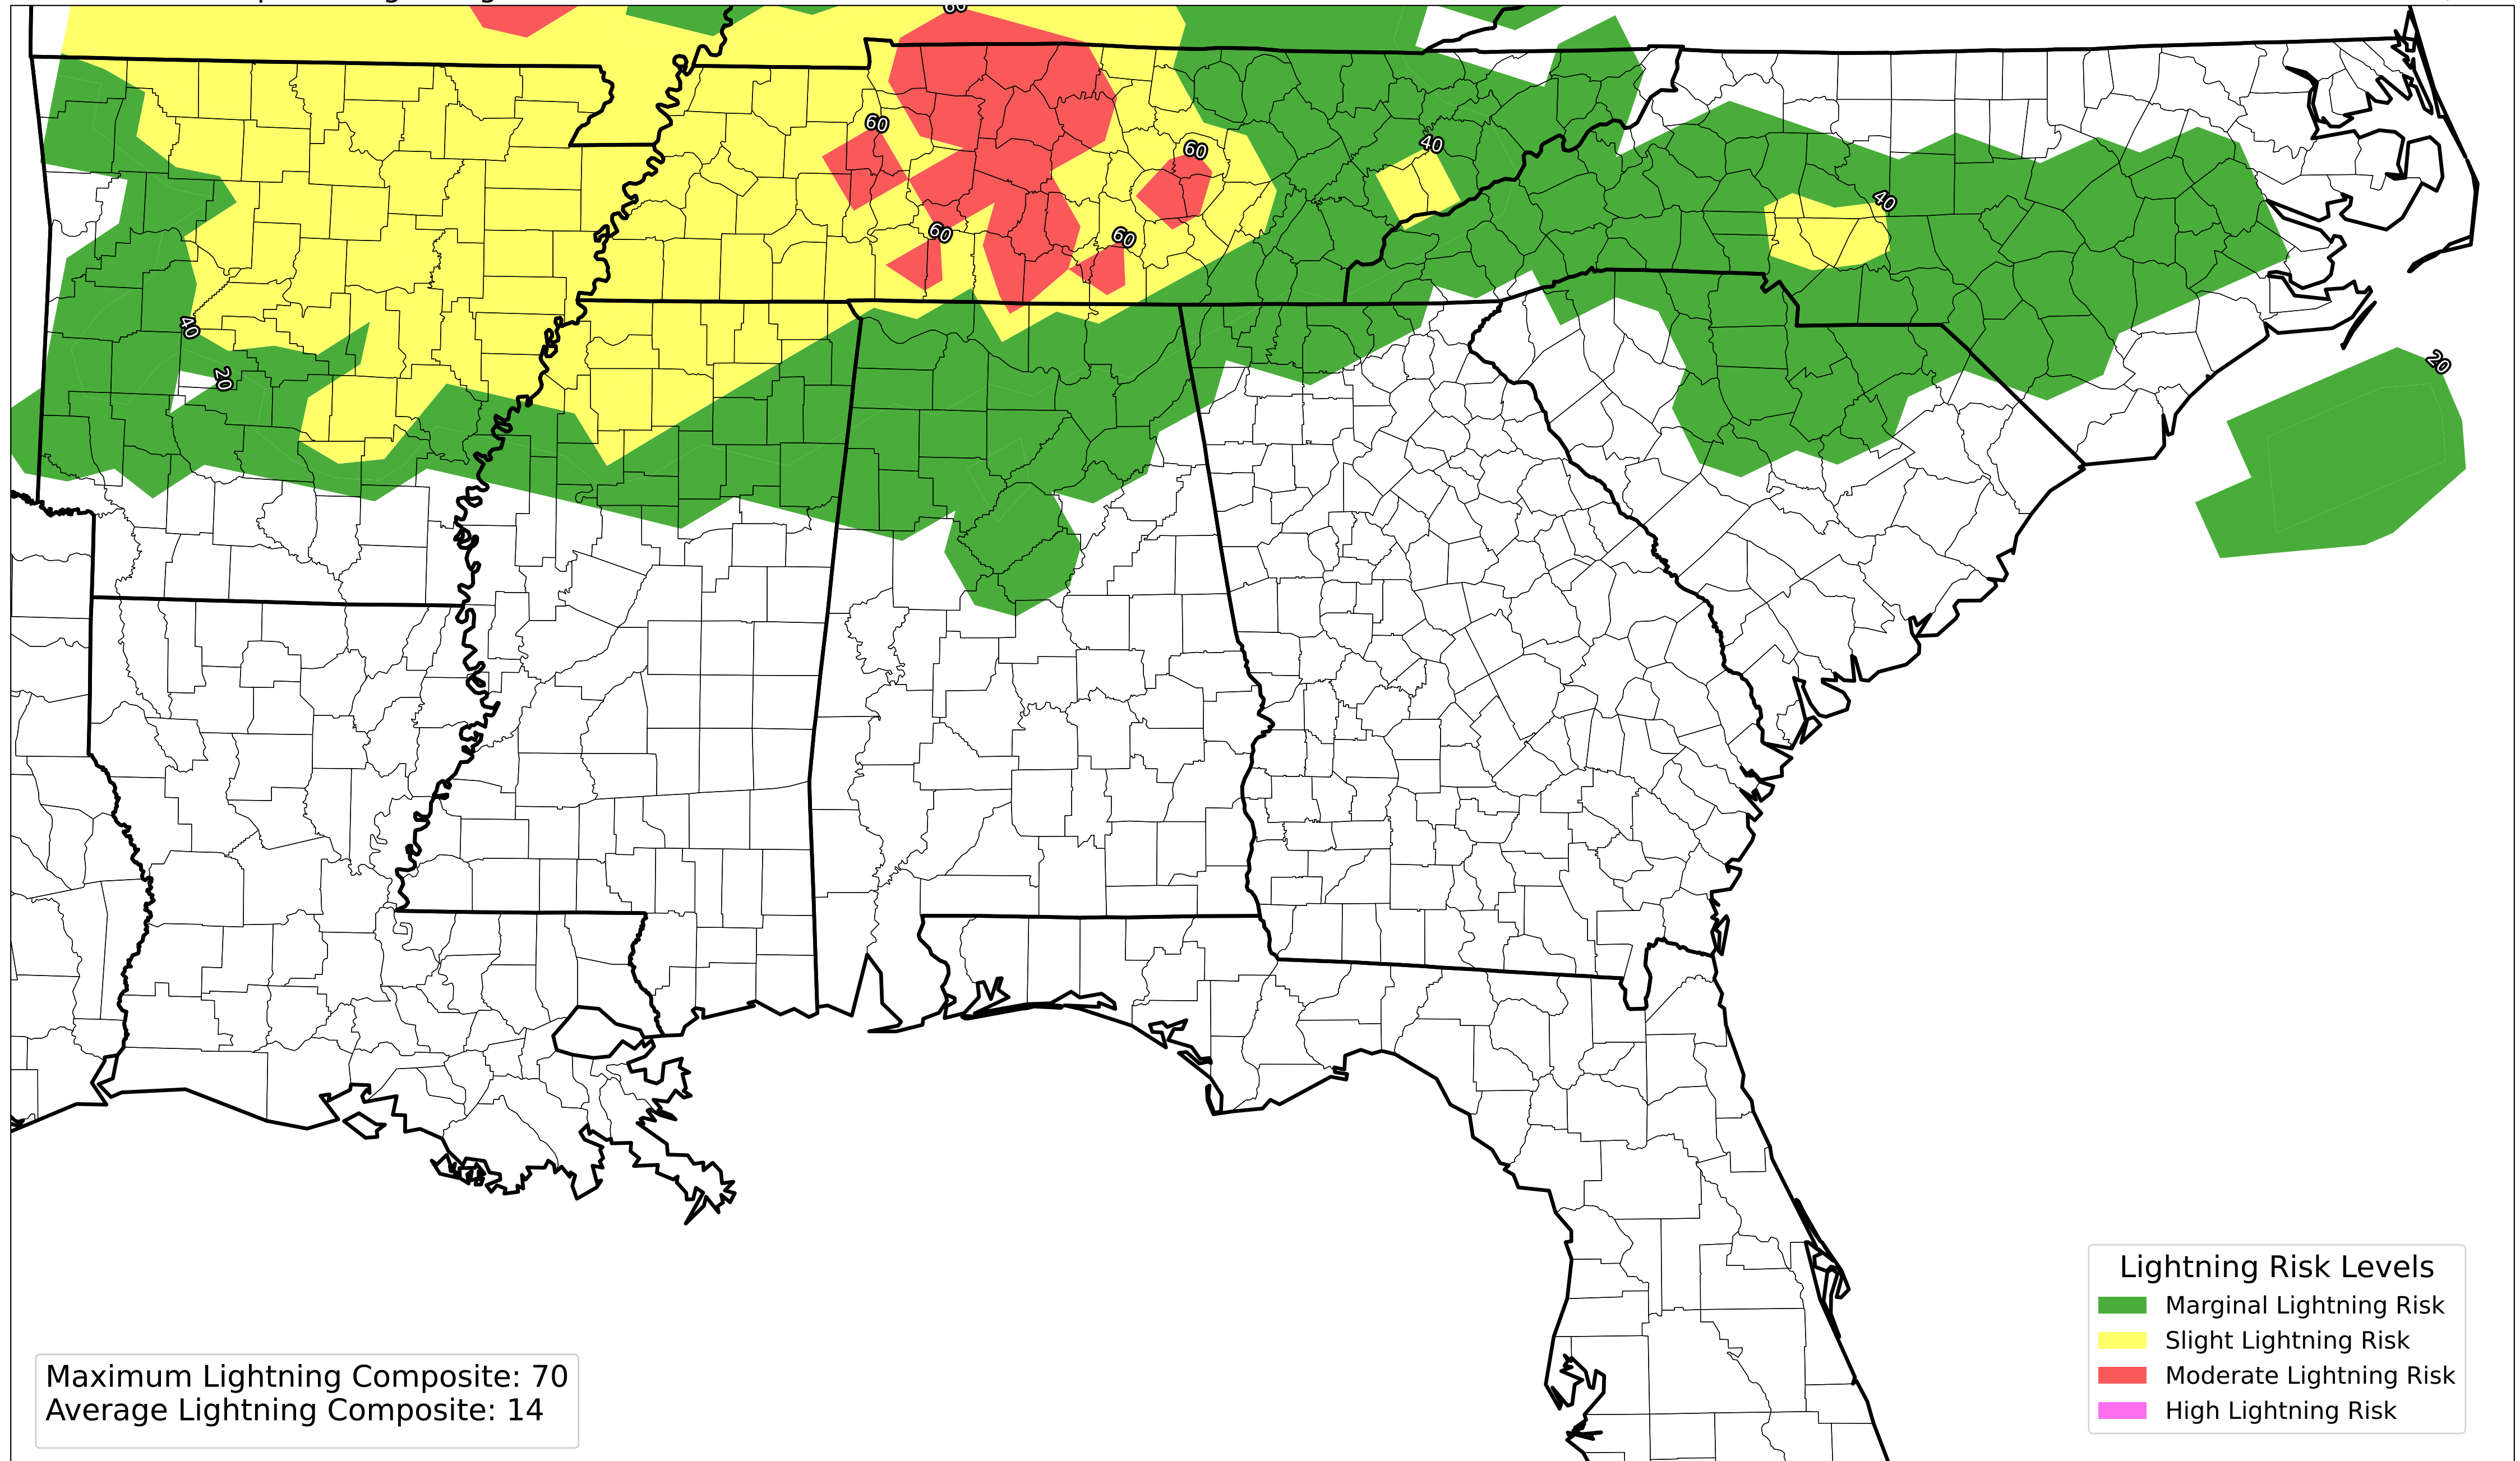 60
60
60
40
40
60
60
40
20
20
Lightning Risk Levels
Marginal Lightning Risk
Slight Lightning Risk
Moderate Lightning Risk
High Lightning Risk
Maximum Lightning Composite: 70
Average Lightning Composite: 14